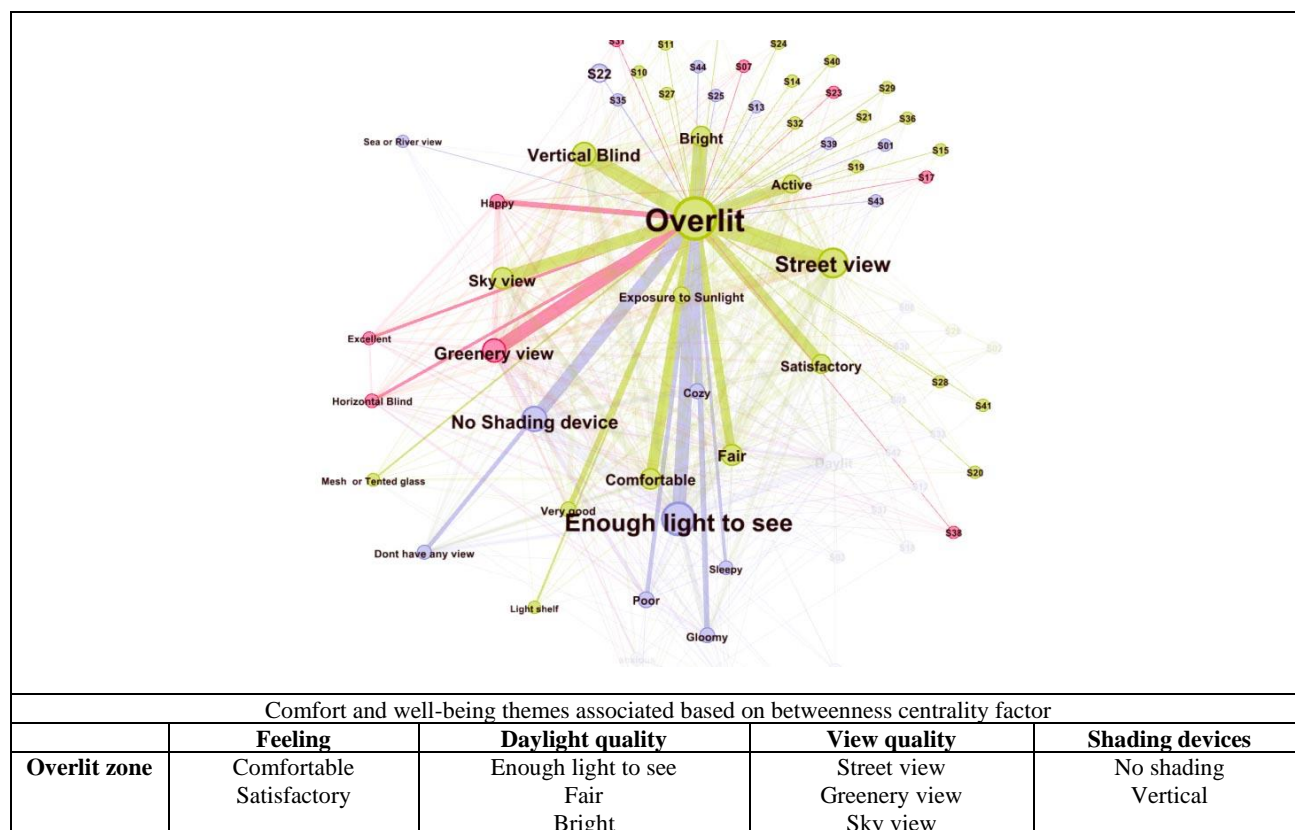 S31
S11
S24
S22
S10
S44
S07
S40
S14
S35
S27
S25
S13
S23
S29
S32
S21
S36
Sea or River view
Bright
S39
S01
S15
Vertical Blind
S19
S17
Active
Happy
S43
Overlit
Street view
Sky view
Exposure to Sunlight
Excellent
Greenery view
Satisfactory
S28
Cozy
Horizontal Blind
S41
No Shading device
Daylit
Fair
S20
Mesh or Tented glass
Comfortable
Very good
Enough light to see
S38
Dont have any view
Sleepy
Poor
Light shelf
Gloomy
Comfort and well-being themes associated based on betweenness centrality factor
Feeling Daylight quality View quality Shading devices
Overlit zone Comfortable Enough light to see Street view No shading
Satisfactory Fair Greenery view Vertical
Bright Sky view